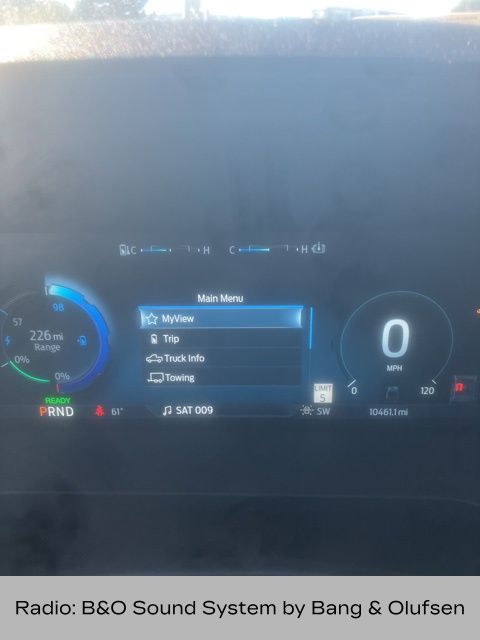 C H C H
Main Menu
MyView
Trip
Truck Info
Towing
98
57
226 mi
Range
0%
0%
READY
PRND
61°
SAT 009
LIMIT
5
SW
0
MPH
0 120
10461.1 mi
Radio: B&O Sound System by Bang & Olufsen